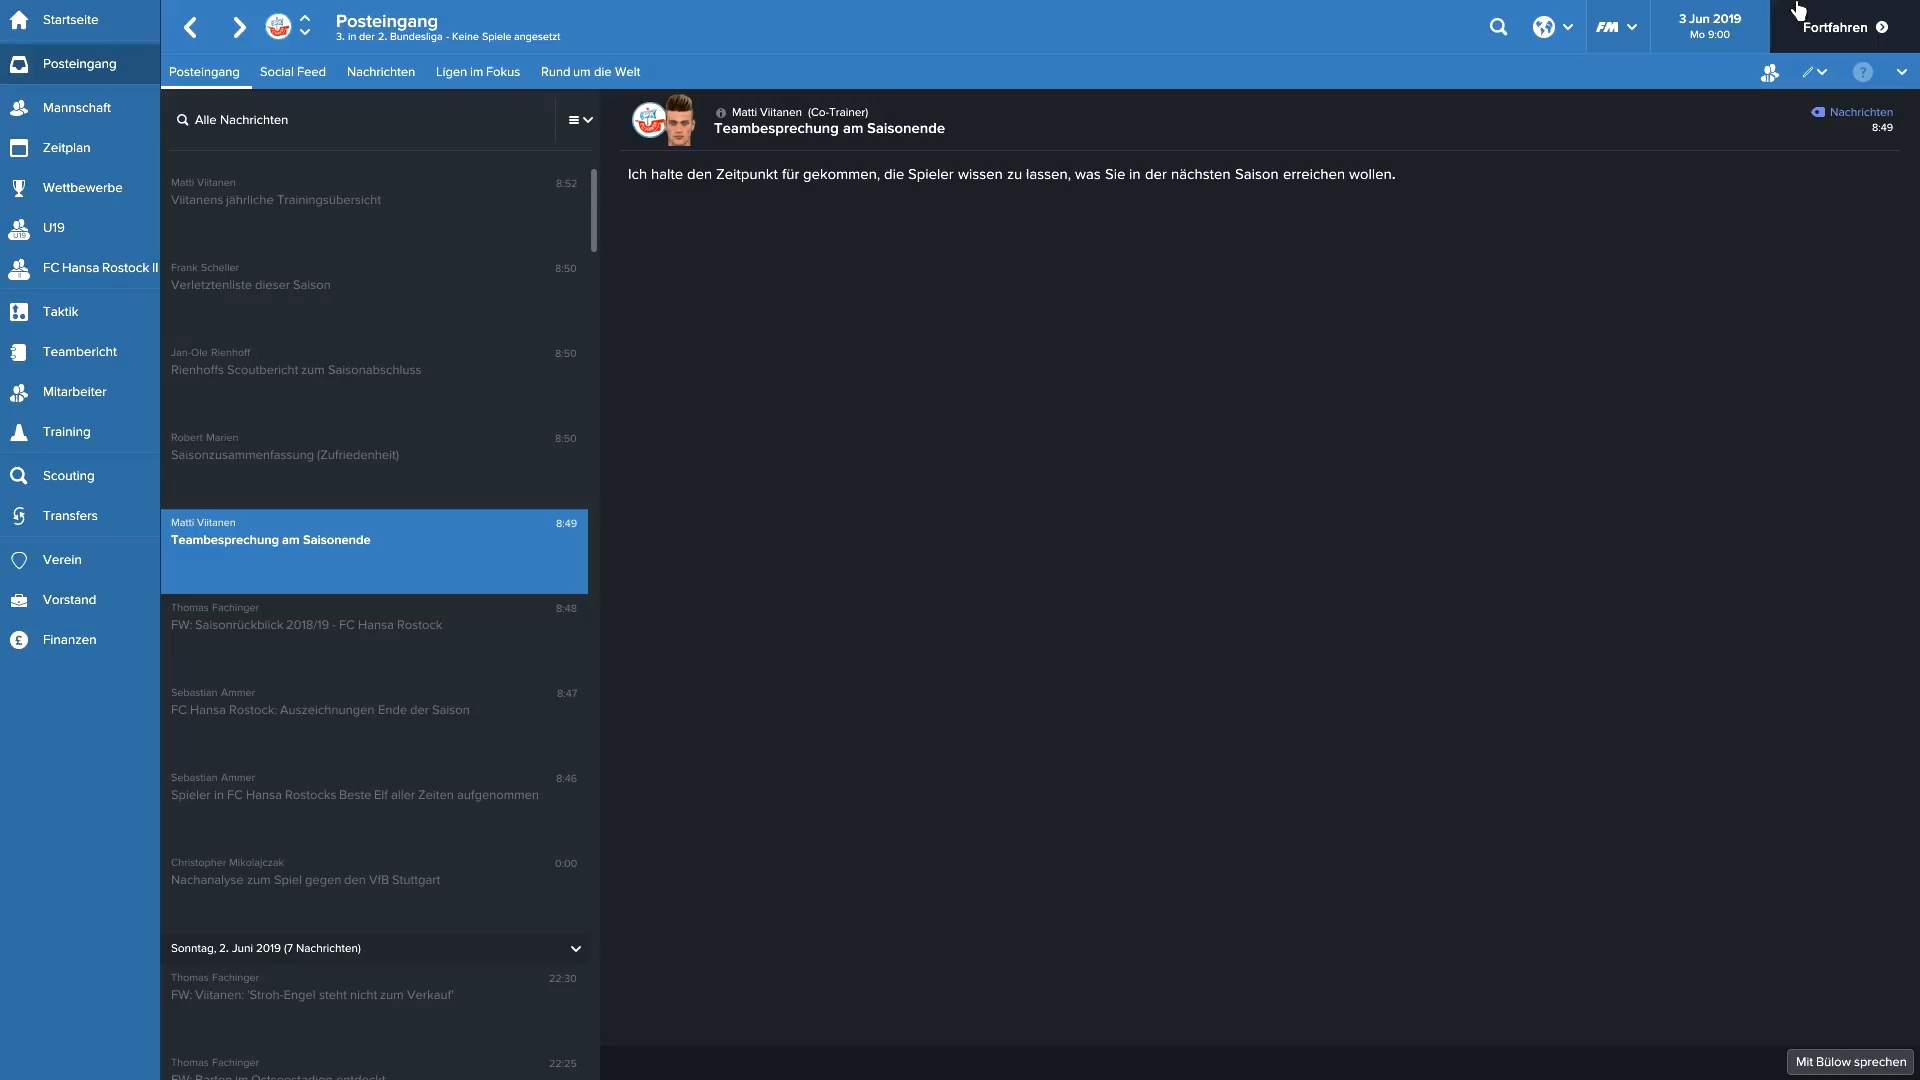 Startseite
Posteingang
Mannschaft
Zeitplan
Wettbewerbe
U19
U19
FC Hansa Rostock II
II
Taktik
Teambericht
Mitarbeiter
Training
Scouting
Transfers
Verein
Vorstand
£
Finanzen
Posteingang
3. in der 2. Bundesliga - Keine Spiele angesetzt
FM
3 Jun 2019
Mo 9:00
Fortfahren
Posteingang Social Feed Nachrichten Ligen im Fokus Rund um die Welt
?
Alle Nachrichten
Matti Viitanen 8:52
Viitanens jährliche Trainingsübersicht
Frank Scheller 8:50
Verletztenliste dieser Saison
Jan-Ole Rienhoff 8:50
Rienhoffs Scoutbericht zum Saisonabschluss
Robert Marien 8:50
Saisonzusammenfassung (Zufriedenheit)
Matti Viitanen 8:49
Teambesprechung am Saisonende
Thomas Fachinger 8:48
FW: Saisonrückblick 2018/19 - FC Hansa Rostock
Sebastian Ammer 8:47
FC Hansa Rostock: Auszeichnungen Ende der Saison
Sebastian Ammer 8:46
Spieler in FC Hansa Rostocks Beste Elf aller Zeiten aufgenommen
Christopher Mikolajczak 0:00
Nachanalyse zum Spiel gegen den VfB Stuttgart
Sonntag, 2. Juni 2019 (7 Nachrichten)
Thomas Fachinger 22:30
FW: Viitanen: 'Stroh-Engel steht nicht zum Verkauf'
Thomas Fachinger 22:25
FW: Party im Ostseestadion entdeckt
Matti Viitanen (Co-Trainer)
Teambesprechung am Saisonende
Nachrichten
8:49
Ich halte den Zeitpunkt für gekommen, die Spieler wissen zu lassen, was Sie in der nächsten Saison erreichen wollen.
Mit Bülow sprechen